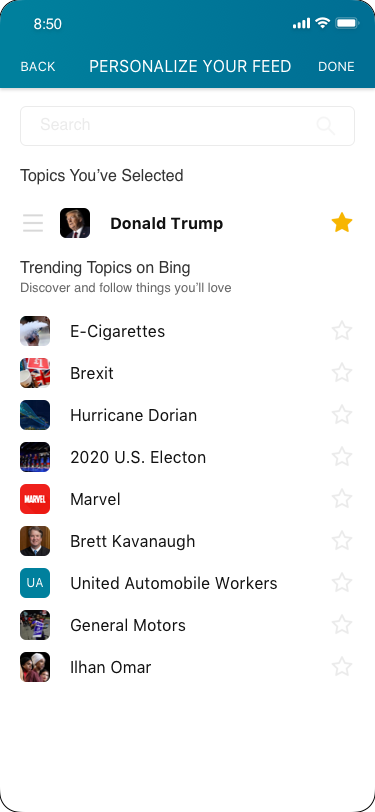 8:50
BACK PERSONALIZE YOUR FEED DONE
Search
Topics You've Selected
Donald Trump
Trending Topics on Bing
Discover and follow things you'll love
E-Cigarettes
Brexit
Hurricane Dorian
2020 U.S. Electon
MARVEL Marvel
Brett Kavanaugh
UA United Automobile Workers
General Motors
Ilhan Omar